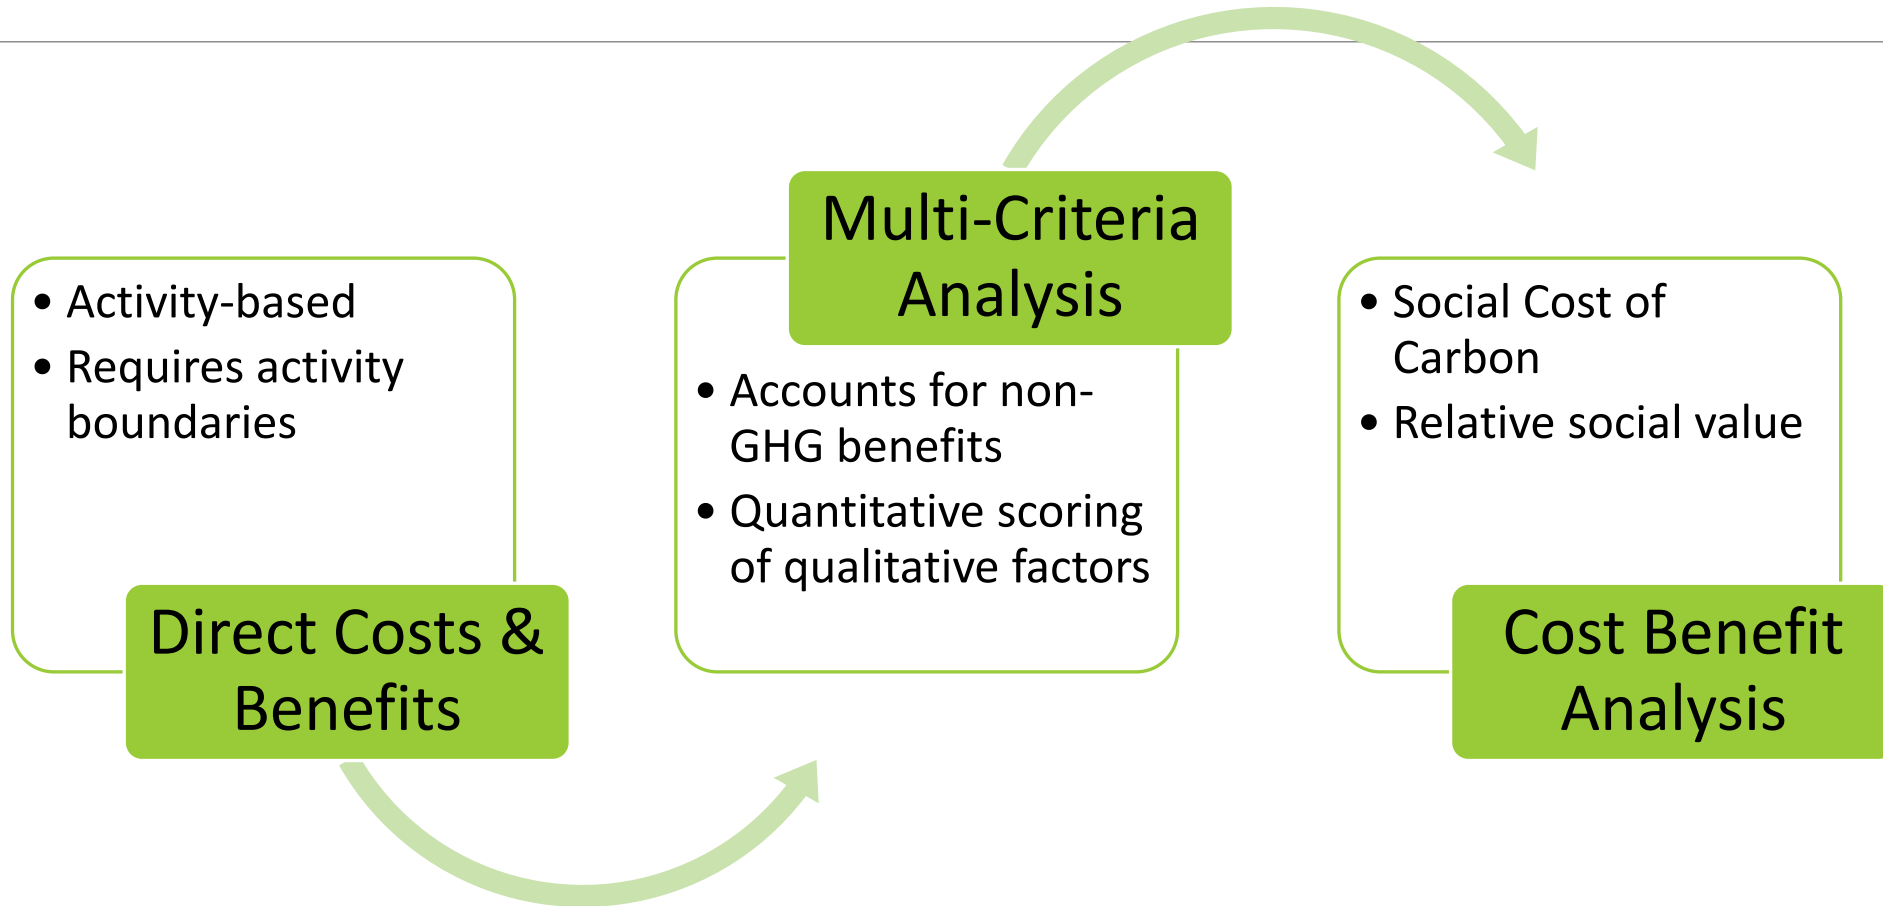 • Activity-based
• Requires activity
boundaries
Direct Costs &
Benefits
Multi-Criteria
Analysis
• Accounts for non-
GHG benefits
• Quantitative scoring
of qualitative factors
• Social Cost of
Carbon
• Relative social value
Cost Benefit
Analysis